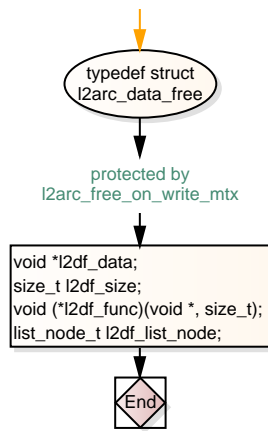 typedef struct
l2arc_data_free
protected by
l2arc_free_on_write_mtx
void *l2df_data;
size_t l2df_size;
void (*l2df_func)(void *, size_t);
list_node_t l2df_list_node;
End